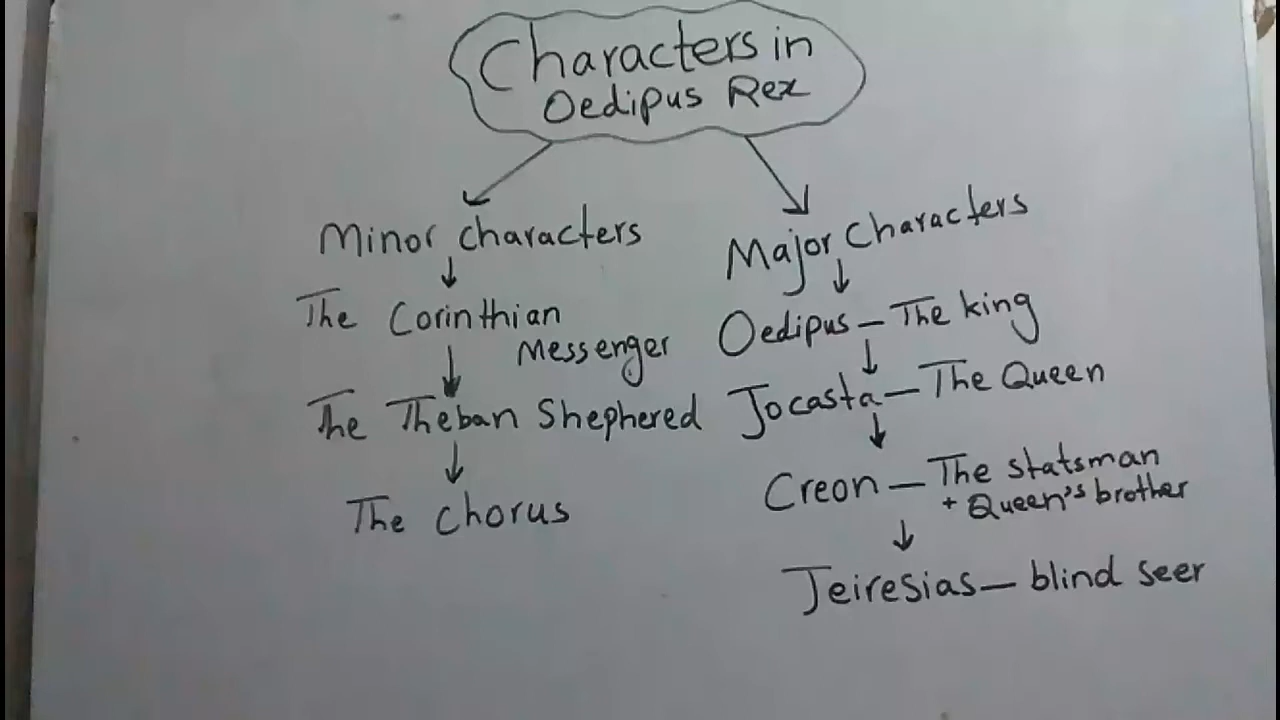 Characters in
Oedipus Rex
Minor characters
The Corinthian
Messenger
The Theban Shephered
The chorus
Major Characters
Oedipus - The king
Jocasta - The Queen
Creon - The statsman
+ Queen's brother
Teiresias - blind seer